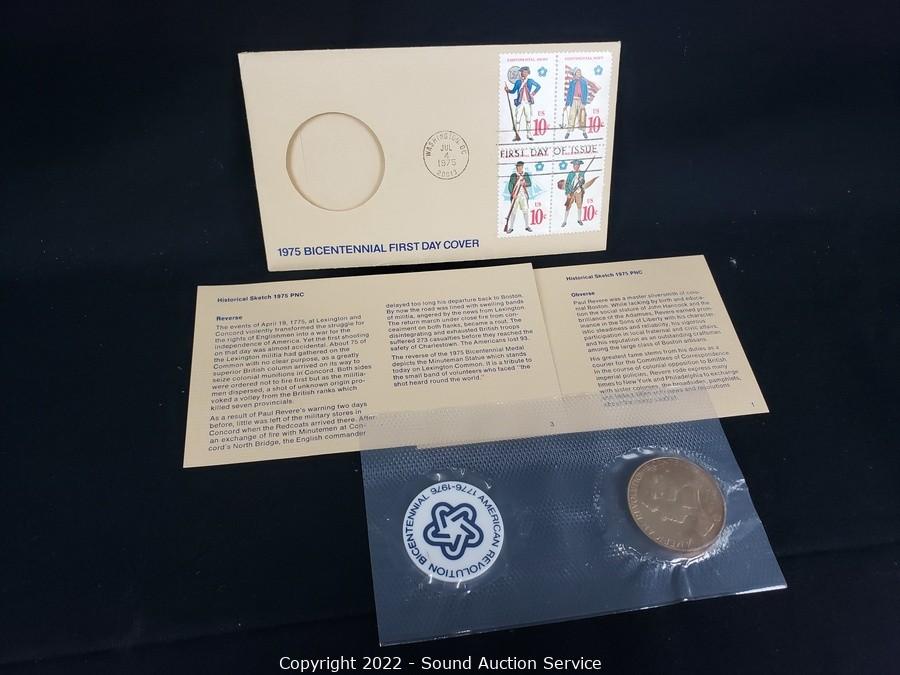 CONTINENTAL ARMY
CONTINENTAL NAVY
US
10c
US
10c
WASHINGTON, DC
JUL
4
1975
20013
FIRST DAY OF ISSUE
US
10c
US
10c
1975 BICENTENNIAL FIRST DAY COVER
Historical Sketch 1975 PNC
Reverse
The events of April 19, 1775, at Lexington and
Concord violently transformed the struggle for
the rights of Englishmen into a war for the
independence of America. Yet the first shooting
on that day was almost accidental. About 75 of
the Lexington militia had gathered on the
Common with no clear purpose, as a greatly
superior British column arrived on its way to
seize colonial munitions in Concord. Both sides
were ordered not to fire first but as the militia-
men dispersed, a shot of unknown origin pro-
voked a volley from the British ranks which
killed seven provincials.
As a result of Paul Revere's warning two days
before, little was left of the military stores in
Concord when the Redcoats arrived there. After
an exchange of fire with Minutemen at Con-
cord's North Bridge, the English commander
delayed too long his departure back to Boston.
By now the road was lined with swelling bands
of militia, angered by the news from Lexington
The return march under close fire from con-
cealment on both flanks, became a rout. The
disintegrating and exhausted British troops
suffered 273 casualties before they reached the
safety of Charlestown. The Americans lost 93.
The reverse of the 1975 Bicentennial Medal
depicts the Minuteman Statue which stands
today on Lexington Common. It is a tribute to
the small band of volunteers who faced "the
shot heard round the world."
3
Historical Sketch 1975 PNC
Obverse
Paul Revere was a master silversmith of colo-
nial Boston. While lacking by birth and educa-
tion the social stature of John Hancock and the
brilliance of the Adamses, Revere earned prom-
inence in the Sons of Liberty with his character-
istic steadiness and reliability, his vigorous
participation in social and civic affairs,
and his reputation as an outstanding craftsman
among the large class of Boston artisans.
His greatest fame stems from his duties as a
courier for the Committees of Correspondence
In the course of colonial opposition to British
imperial policies, Revere rode express many
times to New York and Philadelphia to exchange
with sister colonies, the broadsides, pamphlets,
1
AMERICAN REVOLUTION BICENTENNIAL 1776-1976
AMERICAN REVOLUTION
Copyright 2022 - Sound Auction Service